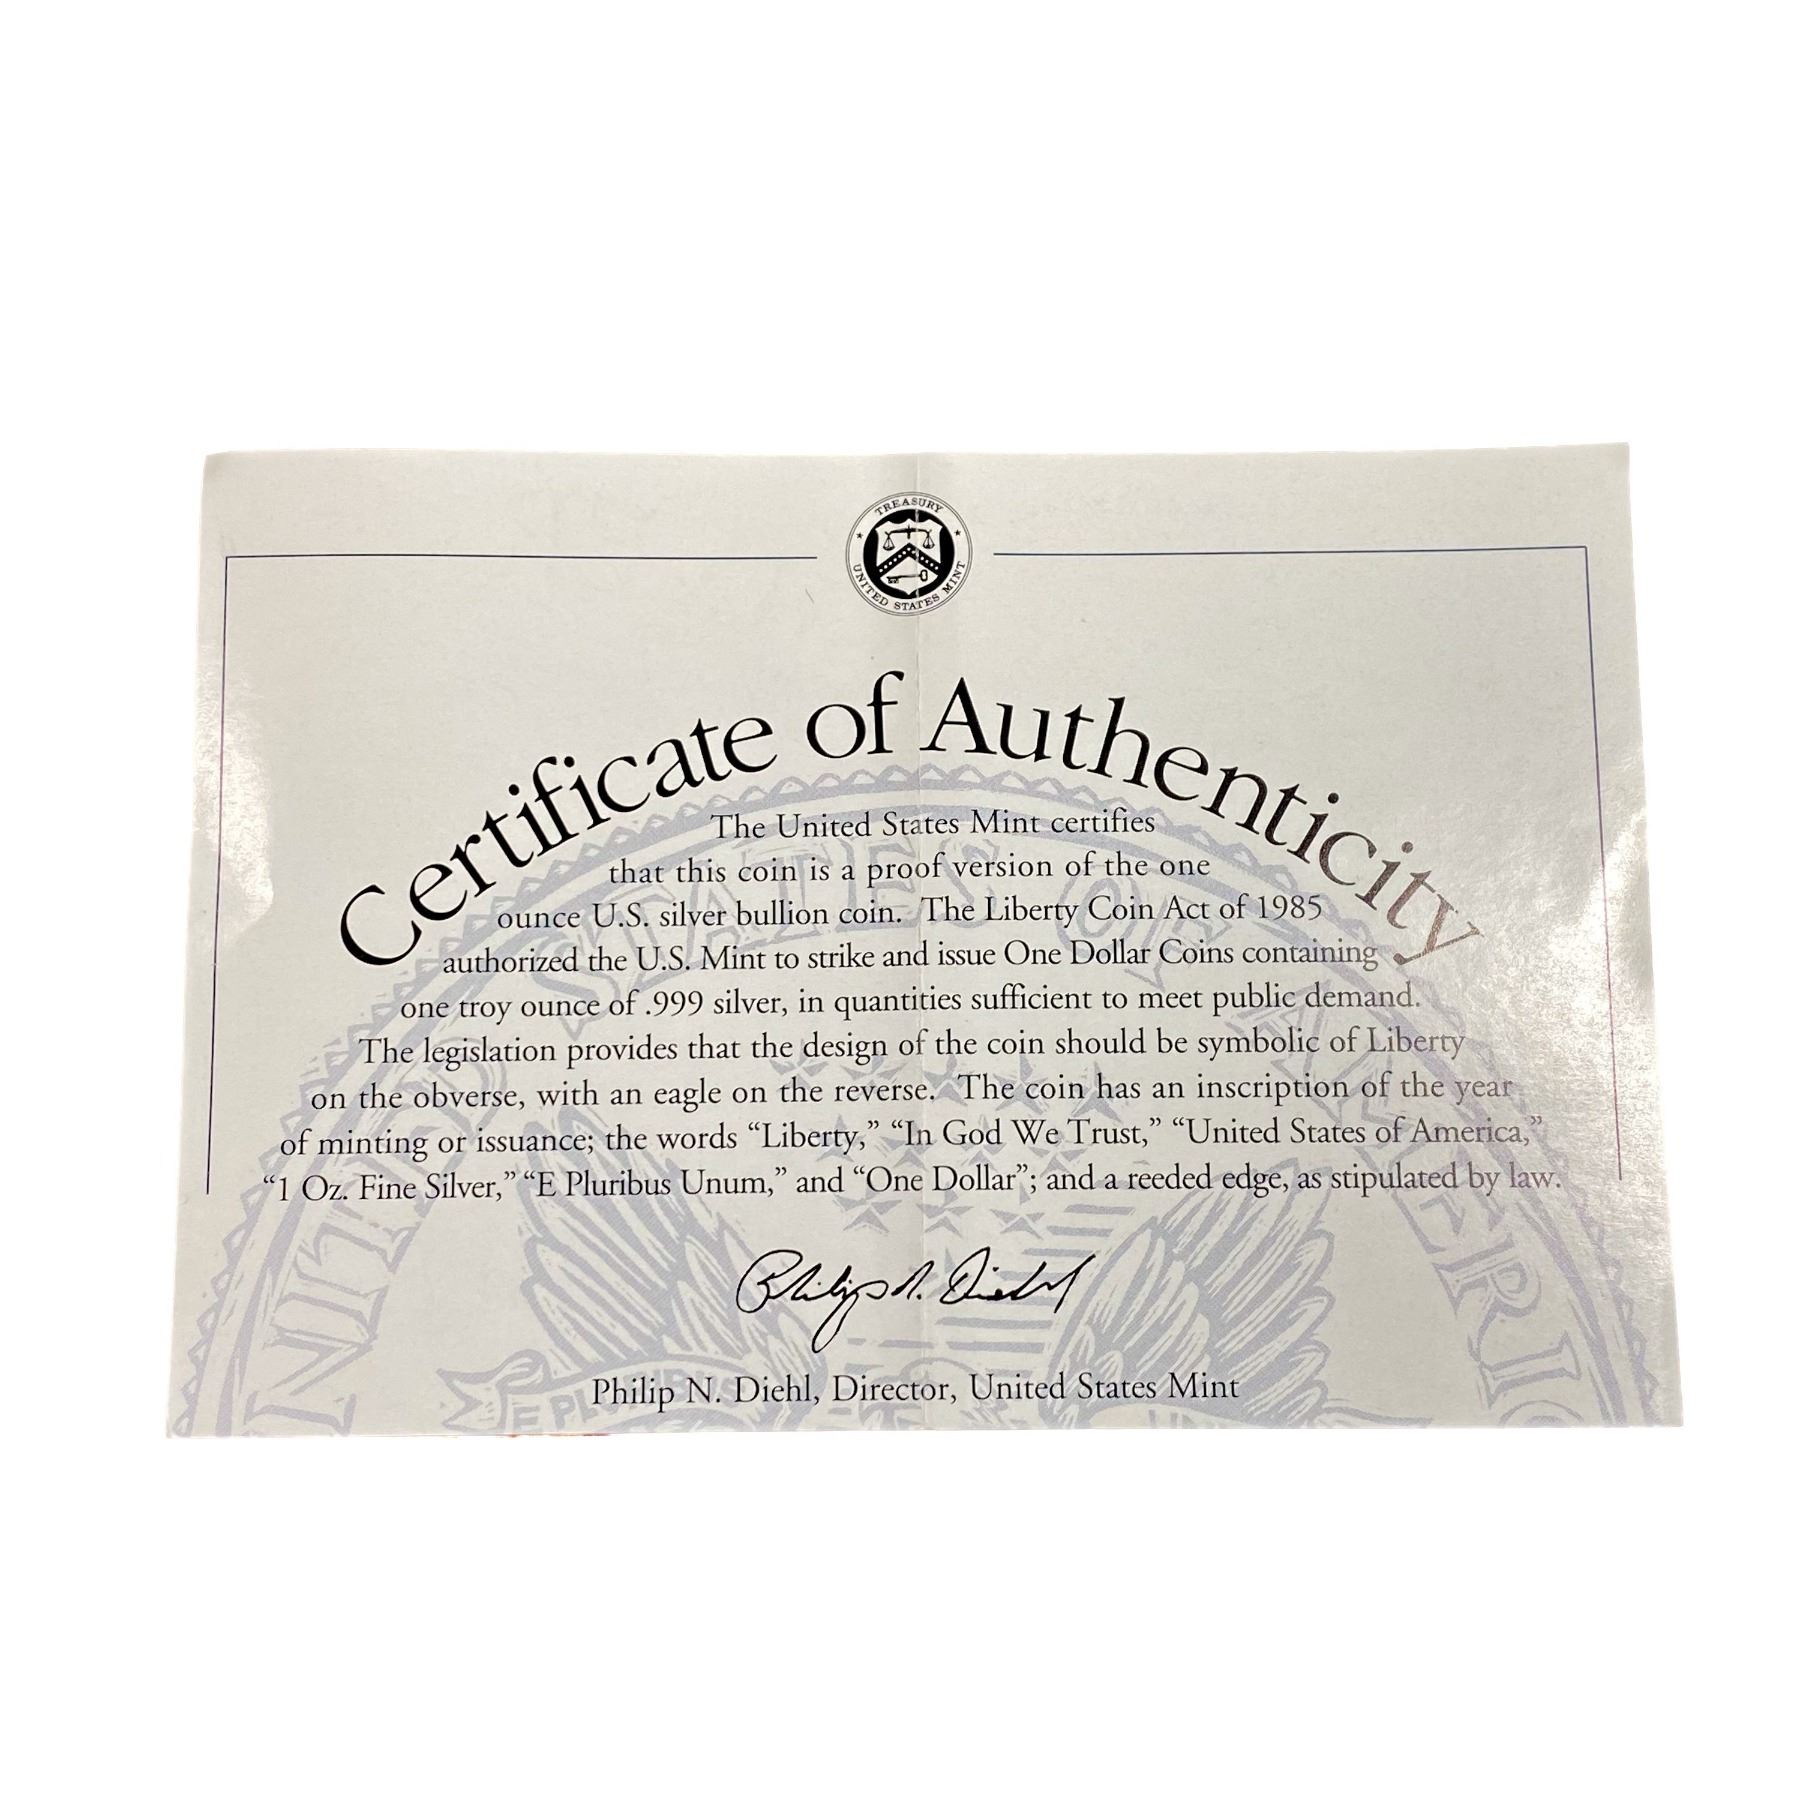 TREASURY
UNITED STATES MINT
Certificate of Authenticity
The United States Mint certifies
that this coin is a proof version of the one
ounce U.S. silver bullion coin. The Liberty Coin Act of 1985
authorized the U.S. Mint to strike and issue One Dollar Coins containing
one troy ounce of .999 silver, in quantities sufficient to meet public demand.
The legislation provides that the design of the coin should be symbolic of Liberty
on the obverse, with an eagle on the reverse. The coin has an inscription of the year
of minting or issuance; the words “Liberty,” “In God We Trust,” “United States of America,”
“1 Oz. Fine Silver,” “E Pluribus Unum,” and “One Dollar”; and a reeded edge, as stipulated by law.
Philip N. Diehl
Philip N. Diehl, Director, United States Mint